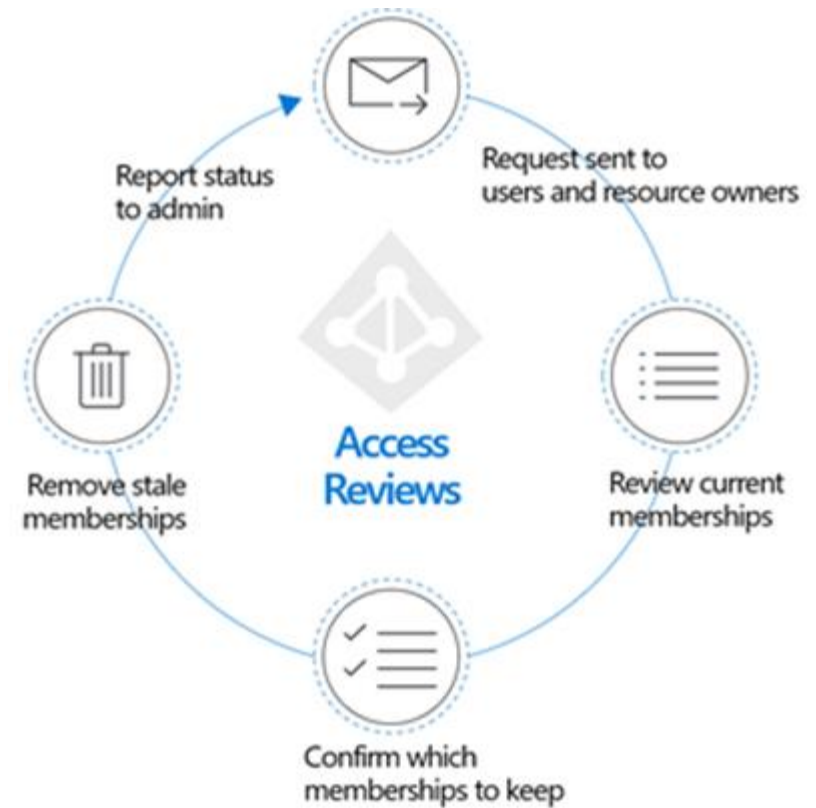 Request sent to
users and resource owners
Review current
memberships
Confirm which
memberships to keep
Remove stale
memberships
Report status
to admin
Access
Reviews